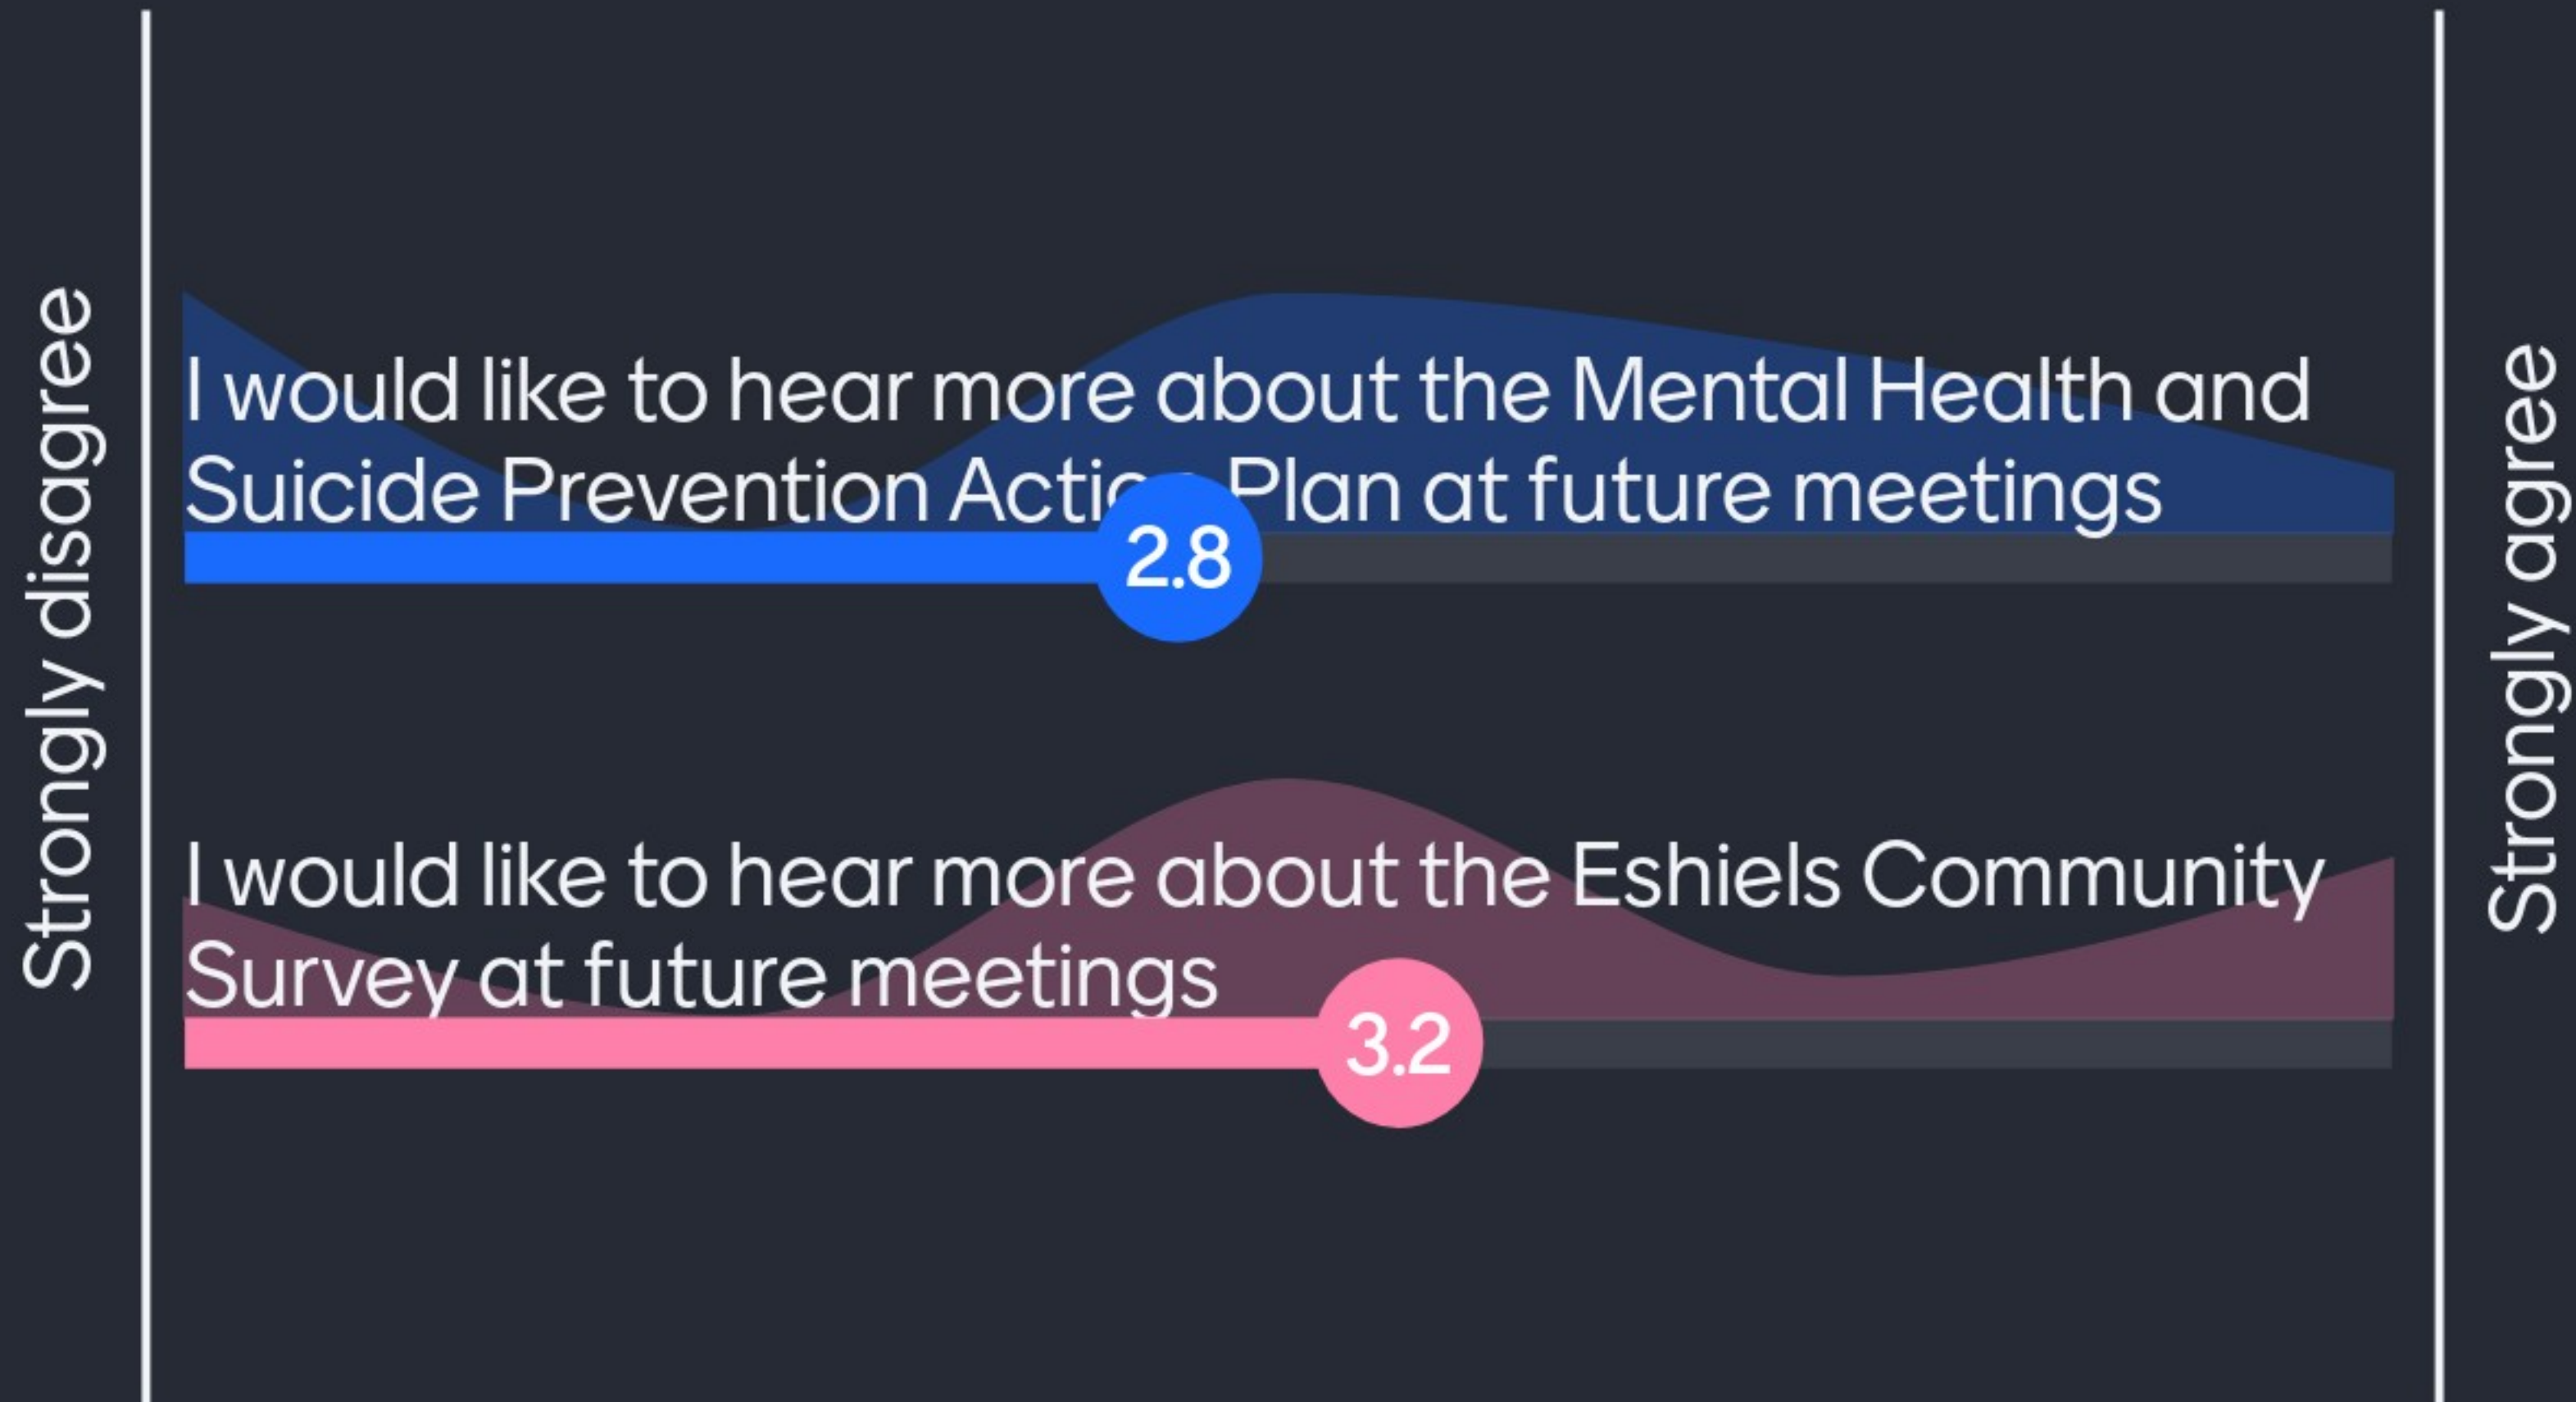 Strongly disagree
I would like to hear more about the Mental Health and
Suicide Prevention Action Plan at future meetings
2.8
I would like to hear more about the Eshiels Community
Survey at future meetings
3.2
Strongly agree